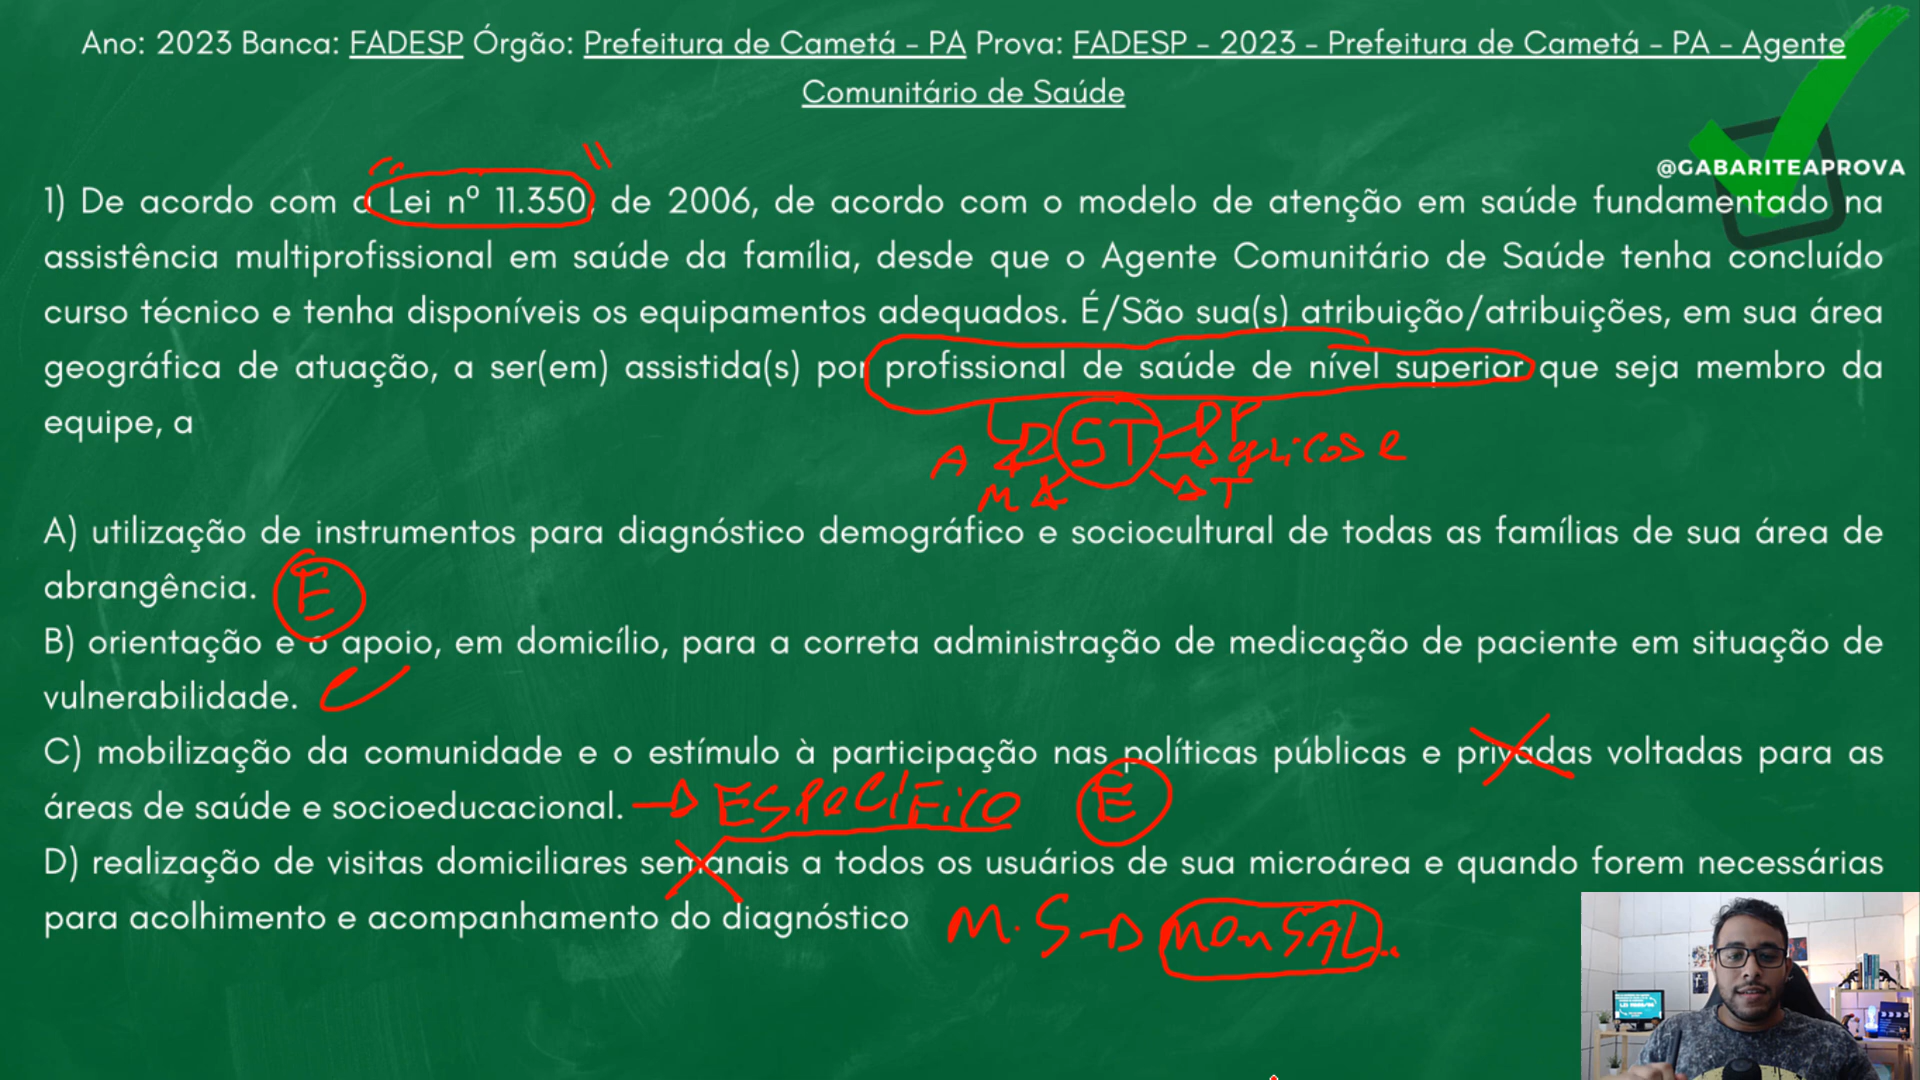 Ano: 2023 Banca: FADESP Órgão: Prefeitura de Cametá - PA Prova: FADESP - 2023 - Prefeitura de Cametá - PA - Agente
Comunitário de Saúde
@GABARITEAPROVA
1) De acordo com a Lei nº 11.350, de 2006, de acordo com o modelo de atenção em saúde fundamentado na
assistência multiprofissional em saúde da família, desde que o Agente Comunitário de Saúde tenha concluído
curso técnico e tenha disponíveis os equipamentos adequados. É/São sua(s) atribuição/atribuições, em sua área
geográfica de atuação, a ser(em) assistida(s) por profissional de saúde de nível superior que seja membro da
equipe, a
ST P
A glicose
M T
A) utilização de instrumentos para diagnóstico demográfico e sociocultural de todas as famílias de sua área de
abrangência. E
B) orientação e o apoio, em domicílio, para a correta administração de medicação de paciente em situação de
vulnerabilidade. C
C) mobilização da comunidade e o estímulo à participação nas políticas públicas e privadas voltadas para as
áreas de saúde e socioeducacional. → ESPECÍFICO E
D) realização de visitas domiciliares semanais a todos os usuários de sua microárea e quando forem necessárias
para acolhimento e acompanhamento do diagnóstico M.S →